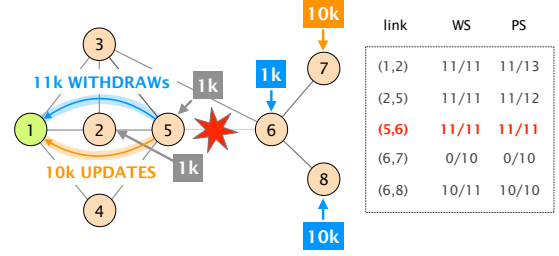 10k
link WS PS
3
7
(1,2) 11/11 11/13
11k WITHDRAWs
1k
1k
(2,5) 11/11 11/12
1
2
5
6
(5,6) 11/11 11/11
10k UPDATES
1k
(6,7) 0/10 0/10
8
(6,8) 10/11 10/10
4
10k